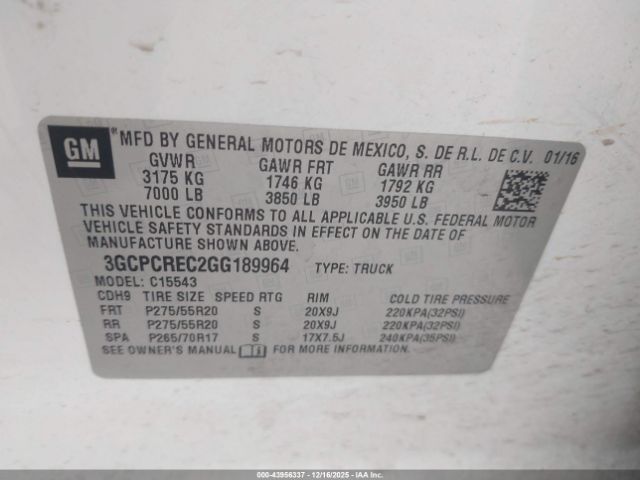 GM
® MFD BY GENERAL MOTORS DE MEXICO, S. DE R.L. DE C.V. 01/16
GVWR GAWR FRT GAWR RR
3175 KG 1746 KG 1792 KG
7000 LB 3850 LB 3950 LB
THIS VEHICLE CONFORMS TO ALL APPLICABLE U.S. FEDERAL MOTOR
VEHICLE SAFETY STANDARDS IN EFFECT ON THE DATE OF
MANUFACTURE SHOWN ABOVE.
3GCPCREC2GG189964 TYPE: TRUCK
MODEL: C15543
CDH9 TIRE SIZE SPEED RTG RIM COLD TIRE PRESSURE
FRT P275/55R20 S 20X9J 220KPA(32PSI)
RR P275/55R20 S 20X9J 220KPA(32PSI)
SPA P265/70R17 S 17X7.5J 240KPA(35PSI)
SEE OWNER'S MANUAL FOR MORE INFORMATION.
000-43956337 - 12/16/2025 - IAAI.COM